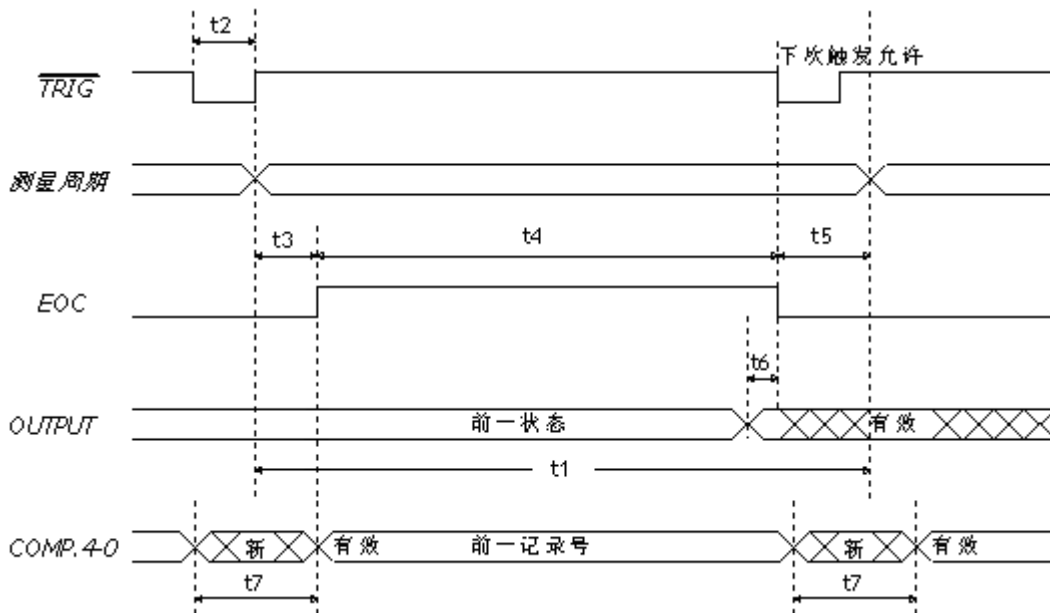 t2
下次触发允许
TRIG
测量周期
t3
t4
t5
EOC
t6
OUTPUT
前一状态
有效
t1
COMP.4-0
新
有效
前一记录号
新
有效
t7
t7